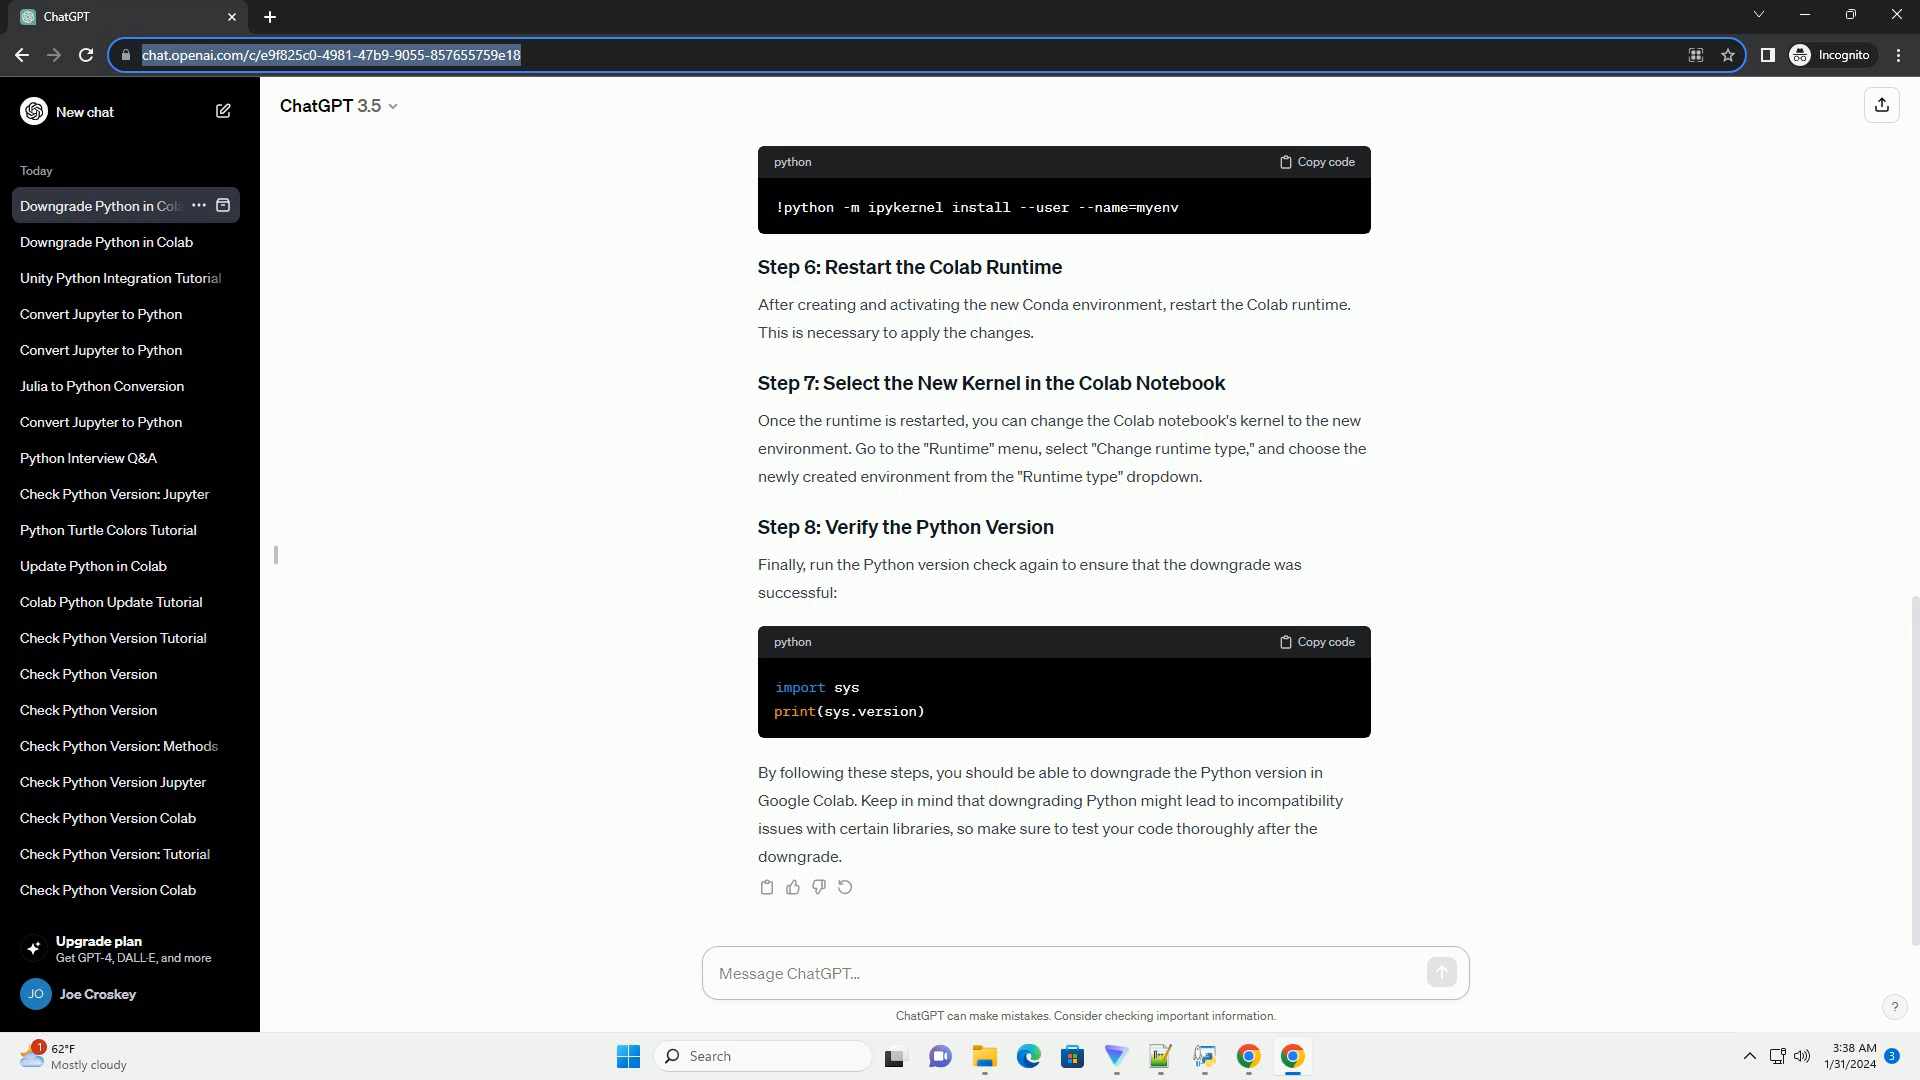 ChatGPT
chat.openai.com/c/e9f825c0-4981-47b9-9055-857655759e18
Incognito
New chat
ChatGPT 3.5
Today
Downgrade Python in Cola
Downgrade Python in Colab
Unity Python Integration Tutorial
Convert Jupyter to Python
Convert Jupyter to Python
Julia to Python Conversion
Convert Jupyter to Python
Python Interview Q&A
Check Python Version: Jupyter
Python Turtle Colors Tutorial
Update Python in Colab
Colab Python Update Tutorial
Check Python Version Tutorial
Check Python Version
Check Python Version
Check Python Version: Methods
Check Python Version Jupyter
Check Python Version Colab
Check Python Version: Tutorial
Check Python Version Colab
Upgrade plan
Get GPT-4, DALL·E, and more
JO Joe Croskey
python Copy code
!python -m ipykernel install --user --name=myenv
Step 6: Restart the Colab Runtime
After creating and activating the new Conda environment, restart the Colab runtime.
This is necessary to apply the changes.
Step 7: Select the New Kernel in the Colab Notebook
Once the runtime is restarted, you can change the Colab notebook's kernel to the new
environment. Go to the "Runtime" menu, select "Change runtime type," and choose the
newly created environment from the "Runtime type" dropdown.
Step 8: Verify the Python Version
Finally, run the Python version check again to ensure that the downgrade was
successful:
python Copy code
import sys
print(sys.version)
By following these steps, you should be able to downgrade the Python version in
Google Colab. Keep in mind that downgrading Python might lead to incompatibility
issues with certain libraries, so make sure to test your code thoroughly after the
downgrade.
Message ChatGPT...
ChatGPT can make mistakes. Consider checking important information.
?
1
62°F
Mostly cloudy
Search
3:38 AM
1/31/2024
3